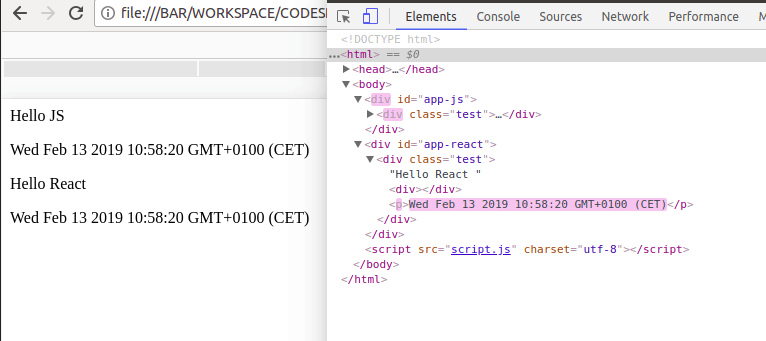 file:///BAR/WORKSPACE/CODES
Hello JS
Wed Feb 13 2019 10:58:20 GMT+0100 (CET)
Hello React
Wed Feb 13 2019 10:58:20 GMT+0100 (CET)
Elements Console Sources Network Performance
<!DOCTYPE html>
…<html> == $0
▶<head>…</head>
▼<body>
▼<div id="app-js">
▶<div class="test">…</div>
</div>
▼<div id="app-react">
▼<div class="test">
"Hello React "
<div></div>
<p>Wed Feb 13 2019 10:58:20 GMT+0100 (CET)</p>
</div>
</div>
<script src="script.js" charset="utf-8"></script>
</body>
</html>